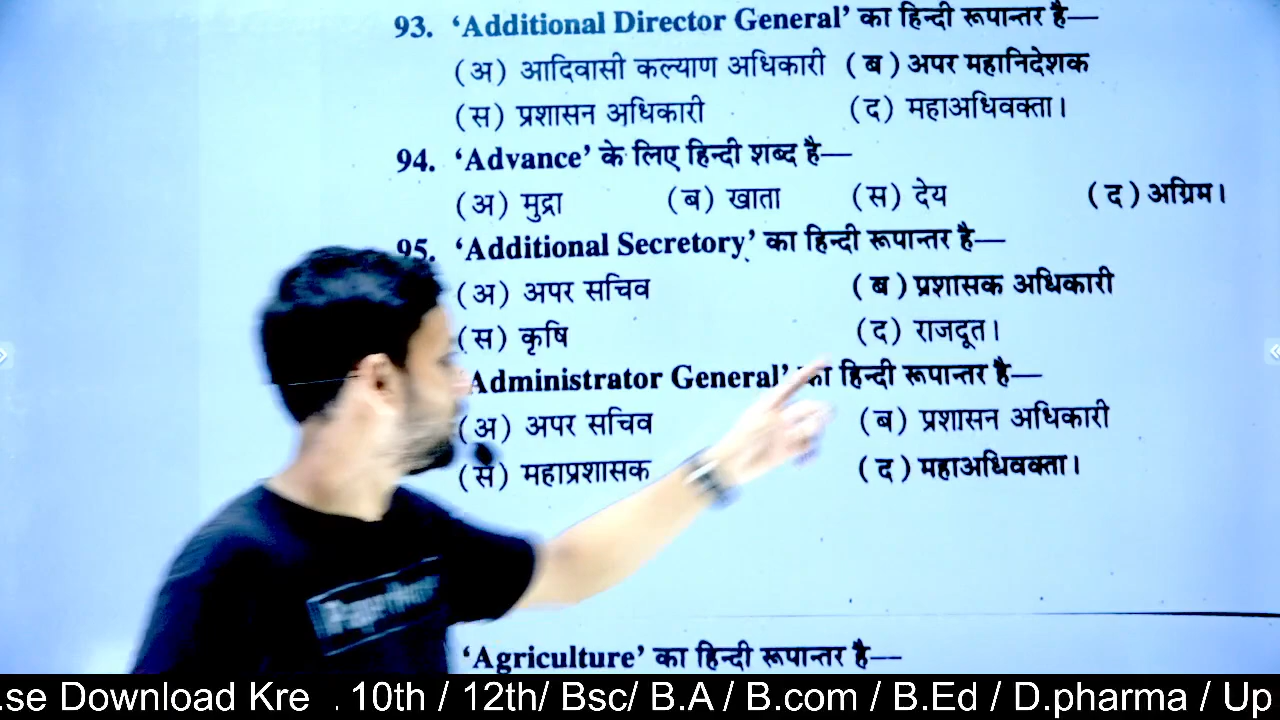 93. ‘Additional Director General’ का हिन्दी रूपान्तर है—
(अ) आदिवासी कल्याण अधिकारी (ब) अपर महानिदेशक
(स) प्रशासन अधिकारी (द) महाअधिवक्ता।
94. ‘Advance’ के लिए हिन्दी शब्द है—
(अ) मुद्रा (ब) खाता (स) देय (द) अग्रिम।
95. ‘Additional Secretory’ का हिन्दी रूपान्तर है—
(अ) अपर सचिव (ब) प्रशासक अधिकारी
(स) कृषि (द) राजदूत।
Administrator General’ का हिन्दी रूपान्तर है—
(अ) अपर सचिव (ब) प्रशासन अधिकारी
(स) महाप्रशासक (द) महाअधिवक्ता।
‘Agriculture’ का हिन्दी रूपान्तर है—
.se Download Kre . 10th / 12th/ Bsc/ B.A / B.com / B.Ed / D.pharma / Up